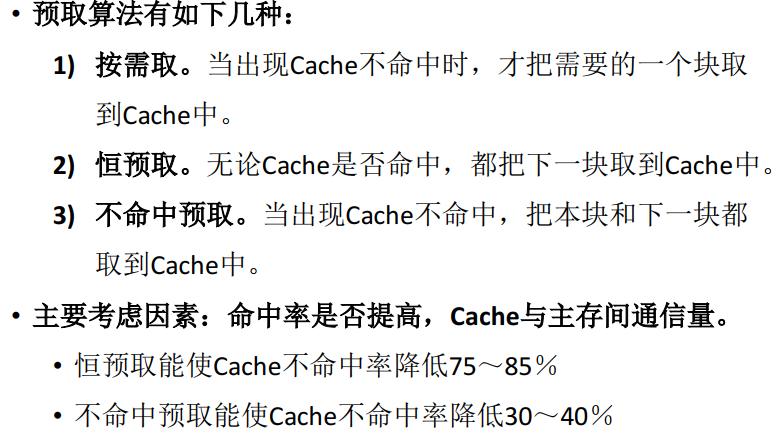 • 预取算法有如下几种：
1) 按需取。当出现Cache不命中时，才把需要的一个块取
到Cache中。
2) 恒预取。无论Cache是否命中，都把下一块取到Cache中。
3) 不命中预取。当出现Cache不命中，把本块和下一块都
取到Cache中。
• 主要考虑因素：命中率是否提高，Cache与主存间通信量。
• 恒预取能使Cache不命中率降低75～85％
• 不命中预取能使Cache不命中率降低30～40％